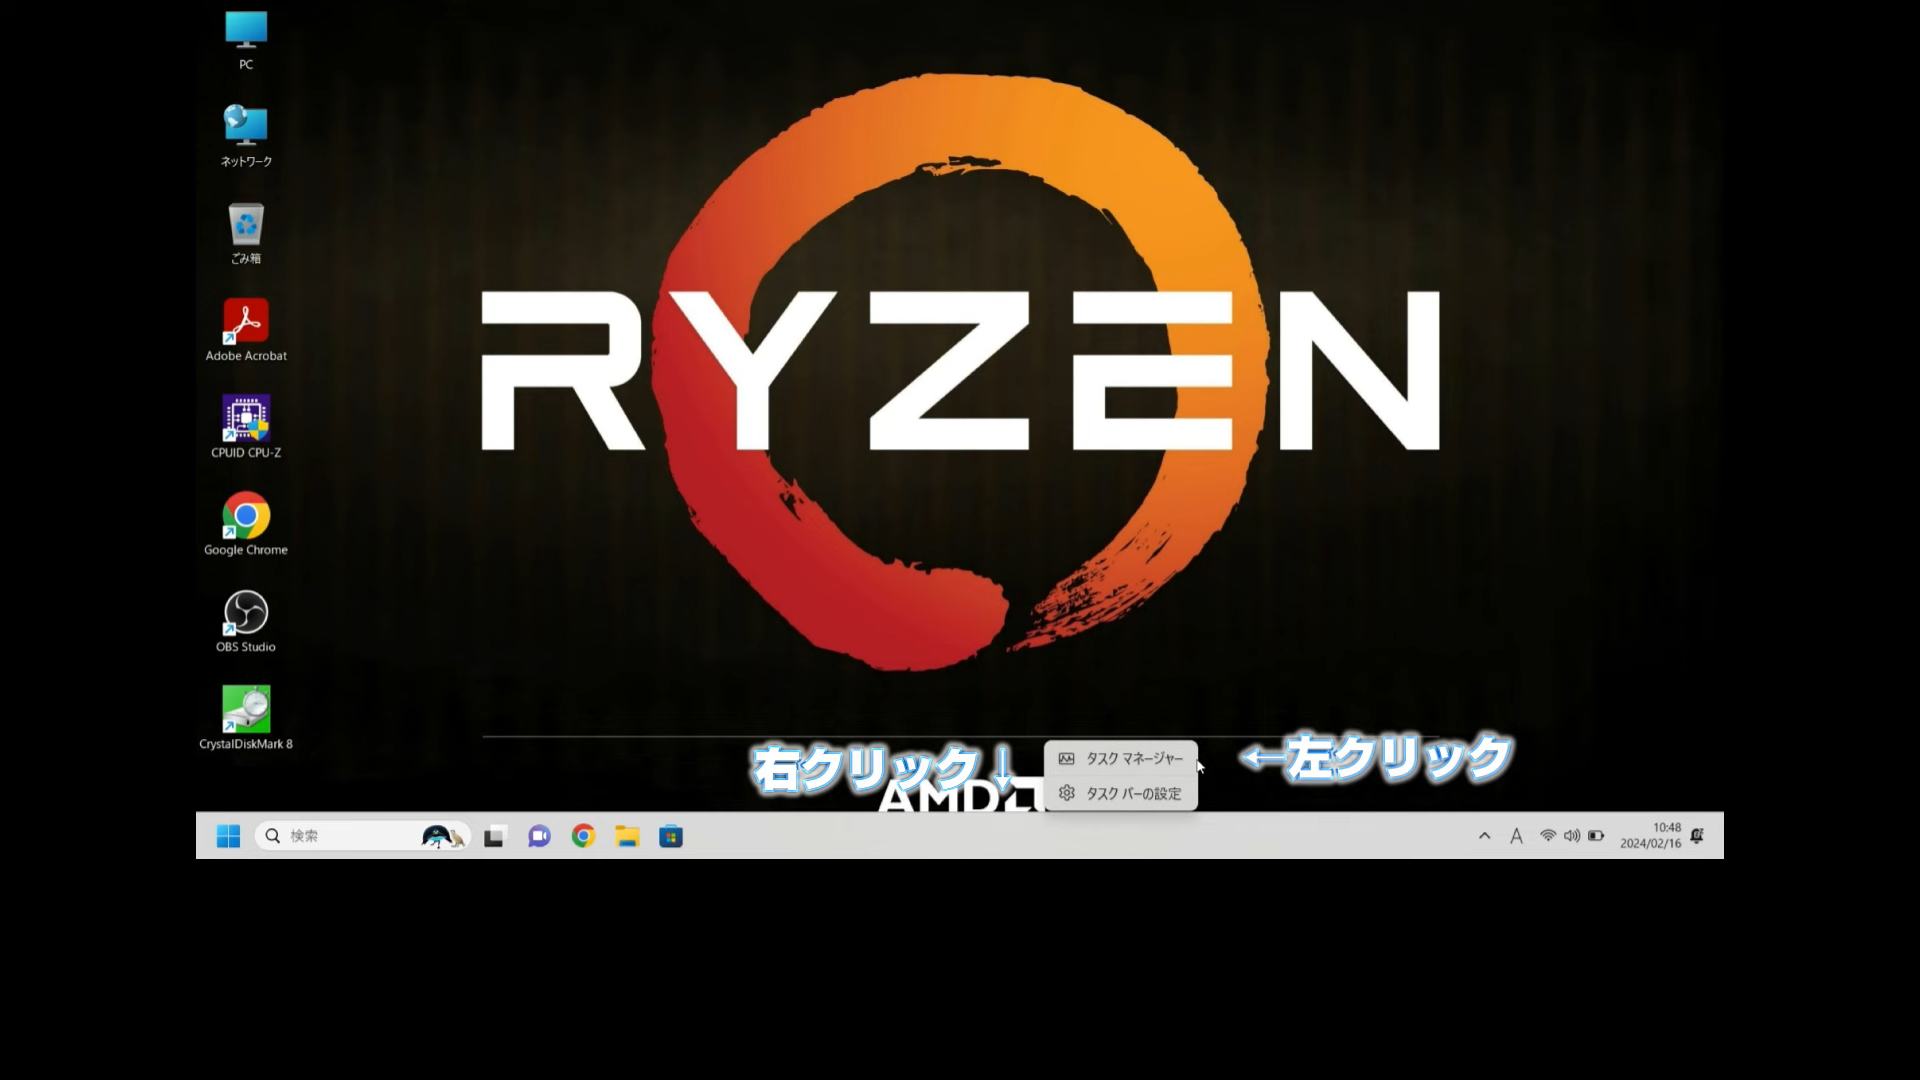 PC
ネットワーク
ごみ箱
Adobe Acrobat
CPUID CPU-Z
Google Chrome
OBS Studio
CrystalDiskMark 8
RYZEN
AMD
右クリック↓
タスク マネージャー
タスク バーの設定
←左クリック
検索
A
10:48
2024/02/16